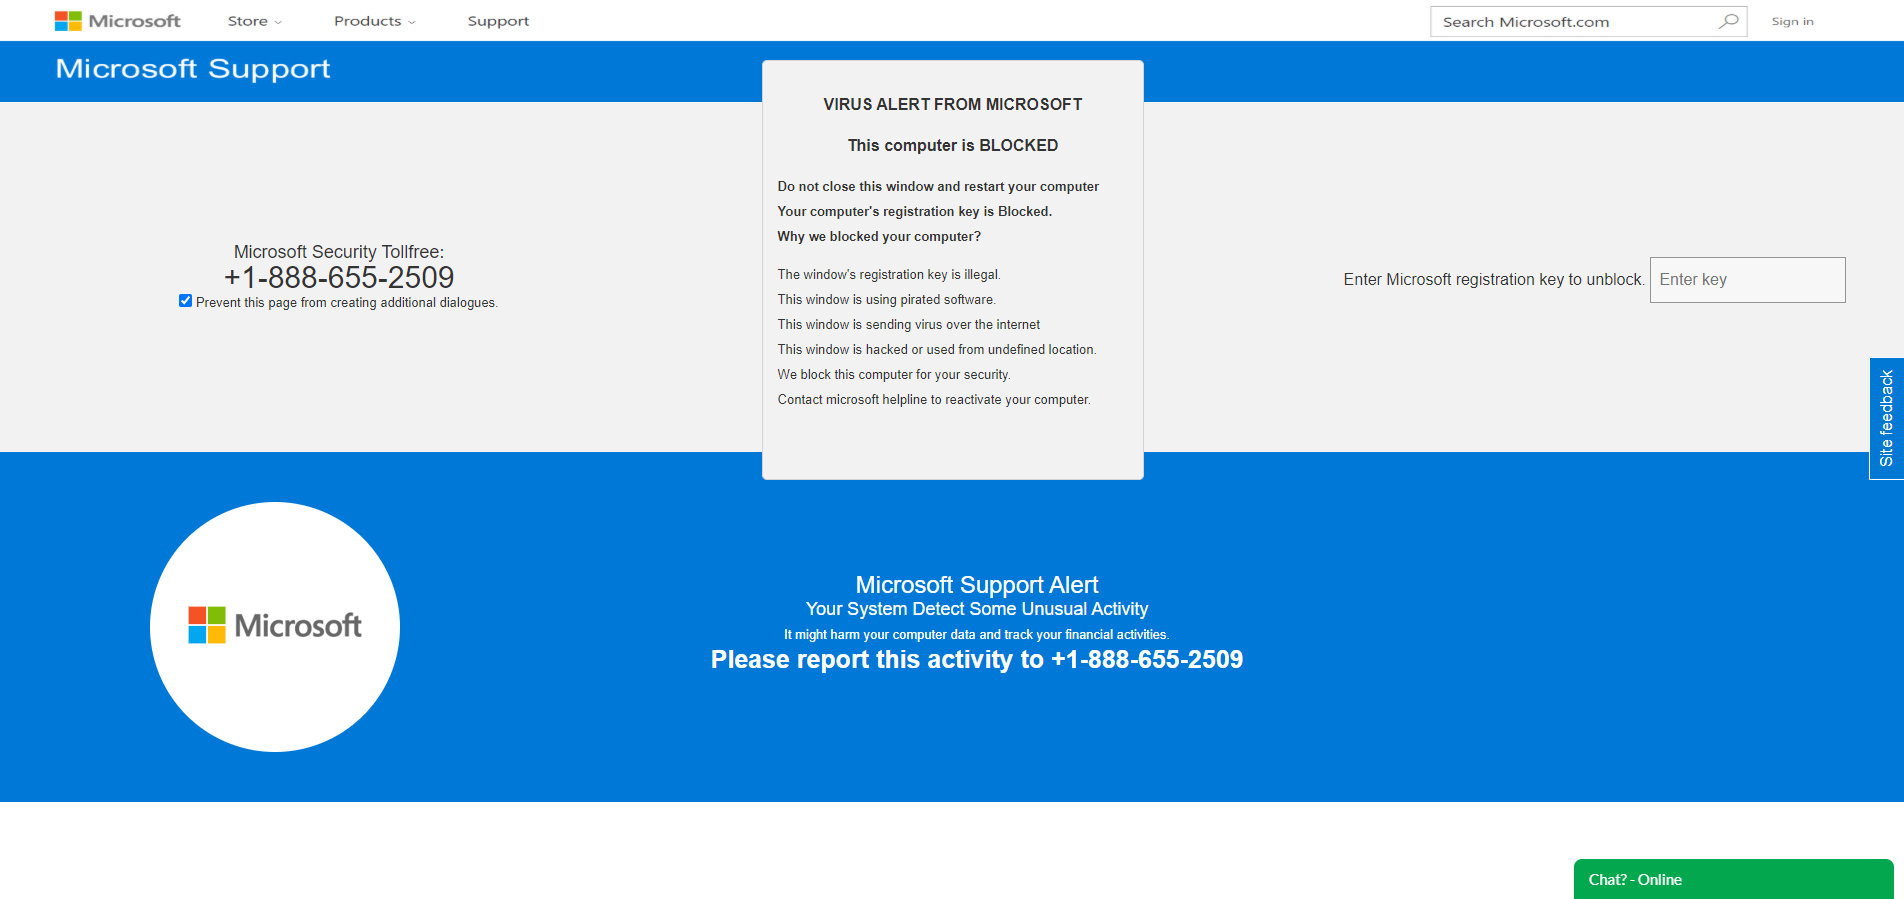 Microsoft Store Products Support Search Microsoft.com Sign in
Microsoft Support
VIRUS ALERT FROM MICROSOFT
This computer is BLOCKED
Do not close this window and restart your computer
Your computer's registration key is Blocked.
Why we blocked your computer?
The window's registration key is illegal.
This window is using pirated software.
This window is sending virus over the internet
This window is hacked or used from undefined location.
We block this computer for your security.
Contact microsoft helpline to reactivate your computer.
Microsoft Security Tollfree:
+1-888-655-2509
Prevent this page from creating additional dialogues.
Enter Microsoft registration key to unblock. Enter key
Site feedback
Microsoft
Microsoft Support Alert
Your System Detect Some Unusual Activity
It might harm your computer data and track your financial activities.
Please report this activity to +1-888-655-2509
Chat? - Online